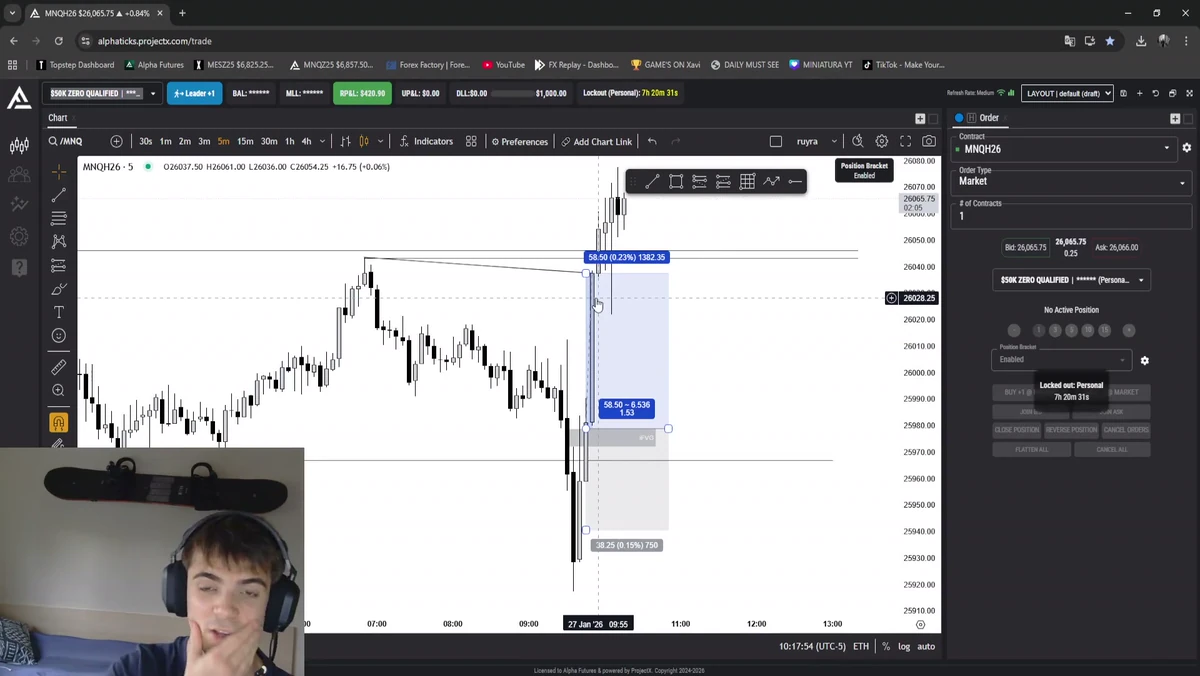 MNQH26 $26,065.75 ▲ +0.84%
alphaticks.projectx.com/trade
Topstep Dashboard
Alpha Futures
MESZ25 $6,825.25...
MNQZ25 $6,857.50...
Forex Factory | Fore...
YouTube
FX Replay - Dashbo...
GAME'S ON Xavi
DAILY MUST SEE
MINIATURA YT
TikTok - Make Your...
$50K ZERO QUALIFIED | ***...
Leader +1
BAL: ******
MLL: ******
RP&L: $420.90
UP&L: $0.00
DLL:$0.00
$1,000.00
Lockout (Personal): 7h 20m 31s
Refresh Rate: Medium
LAYOUT | default (draft)
Chart
Order
/MNQ
30s 1m 2m 3m 5m 15m 30m 1h 4h
Indicators
Preferences
Add Chart Link
ruyra
Contract
MNQH26
MNQH26 · 5
O26037.50 H26061.00 L26036.00 C26054.25 +16.75 (+0.06%)
Position Bracket
Enabled
Order Type
Market
# of Contracts
1
26080.00
26070.00
26065.75
02:05
26060.00
26050.00
26040.00
26028.25
26020.00
26010.00
26000.00
25990.00
25980.00
25970.00
25960.00
25950.00
25940.00
25930.00
25920.00
25910.00
58.50 (0.23%) 1382.35
58.50 ~ 6.536
1.53
38.25 (0.15%) 750
Bid: 26,065.75
26,065.75
0.25
Ask: 26,066.00
$50K ZERO QUALIFIED | ****** (Persona...
No Active Position
1 3 5 10 15
Position Bracket
Enabled
Locked out: Personal
7h 20m 31s
BUY +1 @
MARKET
ASK
CLOSE POSITION
REVERSE POSITION
CANCEL ORDERS
FLATTEN ALL
CANCEL ALL
07:00
08:00
09:00
27 Jan '26 09:55
11:00
12:00
13:00
10:17:54 (UTC-5) ETH % log auto
Licensed to Alpha Futures & powered by ProjectX. Copyright 2024-2026